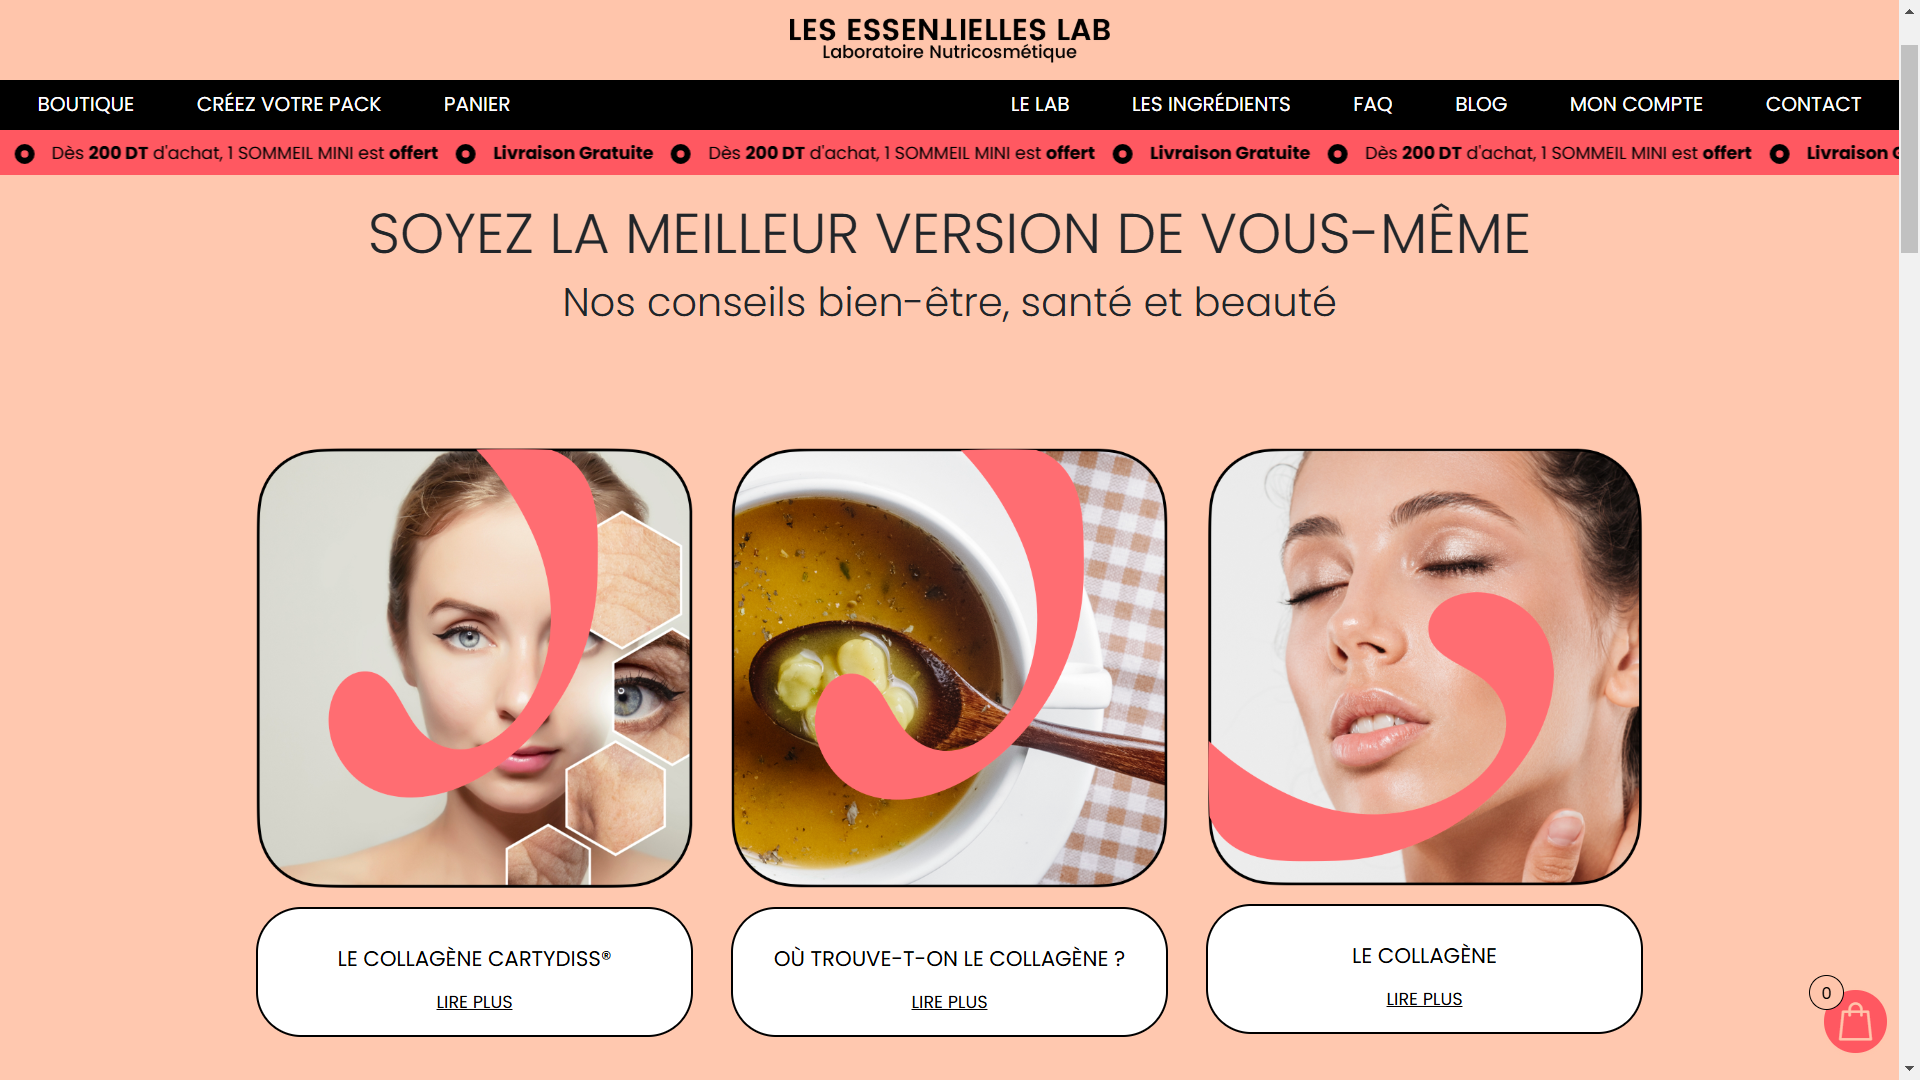 LES ESSENTIELLES LAB
Laboratoire Nutricosmétique
BOUTIQUE CRÉEZ VOTRE PACK PANIER LE LAB LES INGRÉDIENTS FAQ BLOG MON COMPTE CONTACT
Dès 200 DT d'achat, 1 SOMMEIL MINI est offert Livraison Gratuite Dès 200 DT d'achat, 1 SOMMEIL MINI est offert Livraison Gratuite Dès 200 DT d'achat, 1 SOMMEIL MINI est offert Livraison G
SOYEZ LA MEILLEUR VERSION DE VOUS-MÊME
Nos conseils bien-être, santé et beauté
LE COLLAGÈNE CARTYDISS®
LIRE PLUS
OÙ TROUVE-T-ON LE COLLAGÈNE ?
LIRE PLUS
LE COLLAGÈNE
LIRE PLUS
0